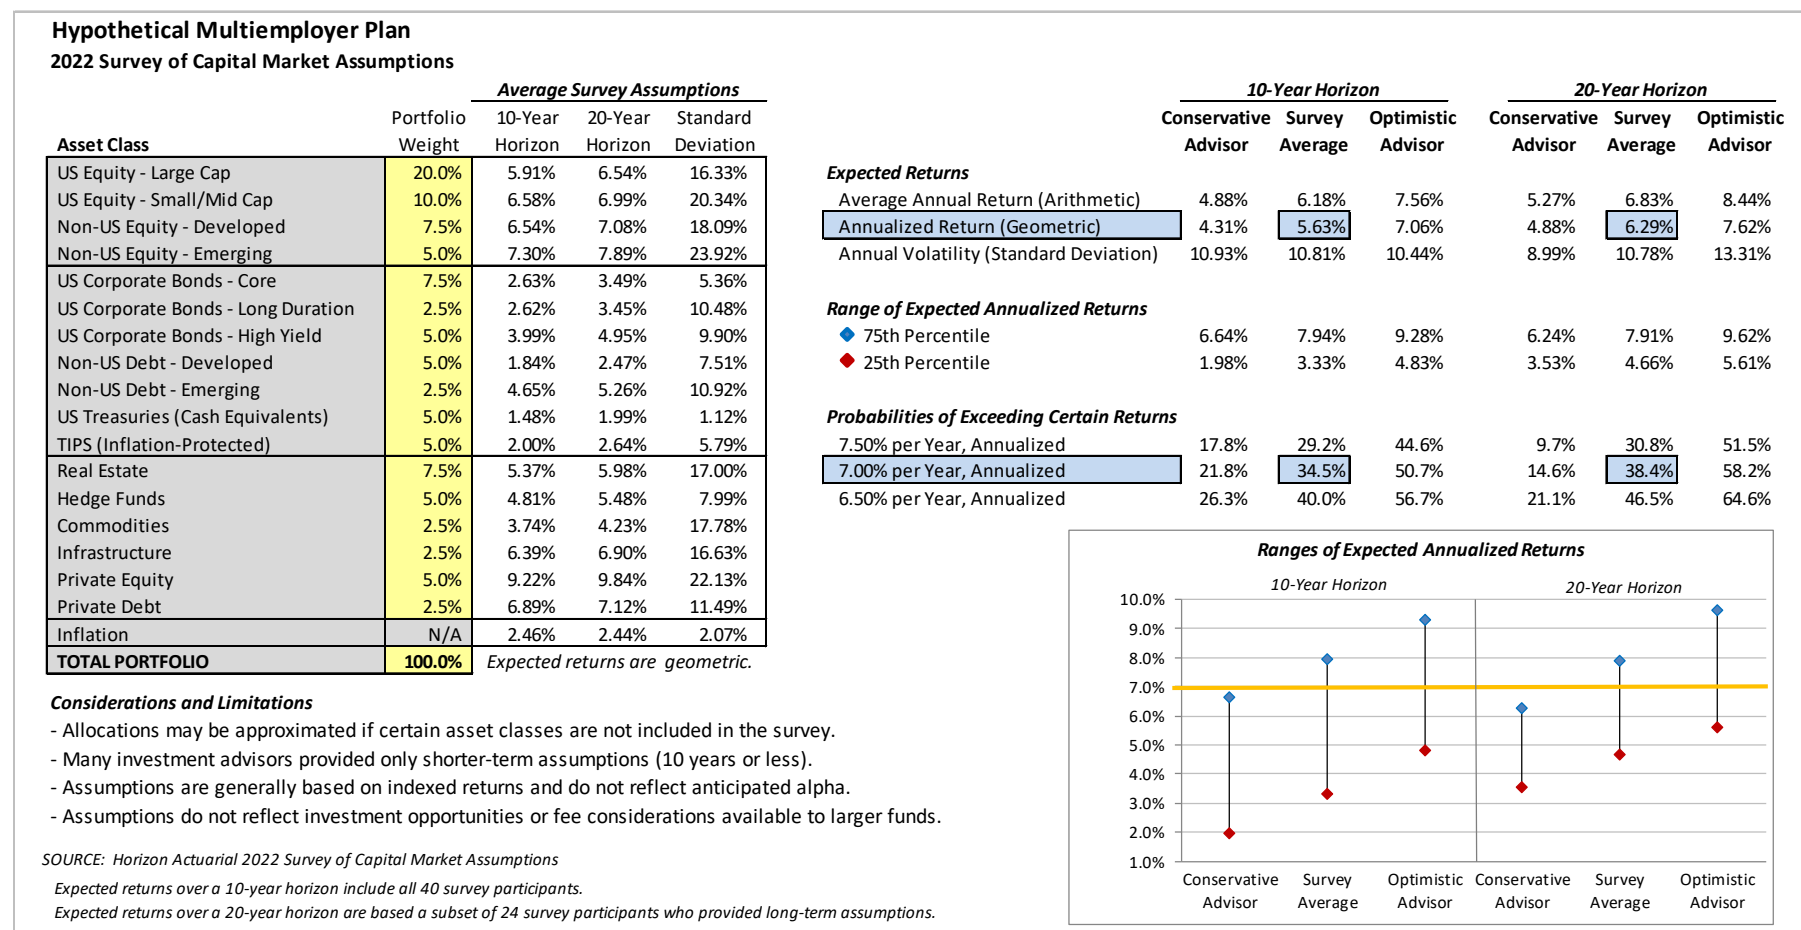 Hypothetical Multiemployer Plan
2022 Survey of Capital Market Assumptions
Average Survey Assumptions
Portfolio 10-Year 20-Year Standard
Asset Class Weight Horizon Horizon Deviation
US Equity - Large Cap 20.0% 5.91% 6.54% 16.33%
US Equity - Small/Mid Cap 10.0% 6.58% 6.99% 20.34%
Non-US Equity - Developed 7.5% 6.54% 7.08% 18.09%
Non-US Equity - Emerging 5.0% 7.30% 7.89% 23.92%
US Corporate Bonds - Core 7.5% 2.63% 3.49% 5.36%
US Corporate Bonds - Long Duration 2.5% 2.62% 3.45% 10.48%
US Corporate Bonds - High Yield 5.0% 3.99% 4.95% 9.90%
Non-US Debt - Developed 5.0% 1.84% 2.47% 7.51%
Non-US Debt - Emerging 2.5% 4.65% 5.26% 10.92%
US Treasuries (Cash Equivalents) 5.0% 1.48% 1.99% 1.12%
TIPS (Inflation-Protected) 5.0% 2.00% 2.64% 5.79%
Real Estate 7.5% 5.37% 5.98% 17.00%
Hedge Funds 5.0% 4.81% 5.48% 7.99%
Commodities 2.5% 3.74% 4.23% 17.78%
Infrastructure 2.5% 6.39% 6.90% 16.63%
Private Equity 5.0% 9.22% 9.84% 22.13%
Private Debt 2.5% 6.89% 7.12% 11.49%
Inflation N/A 2.46% 2.44% 2.07%
TOTAL PORTFOLIO 100.0% Expected returns are geometric.
Considerations and Limitations
- Allocations may be approximated if certain asset classes are not included in the survey.
- Many investment advisors provided only shorter-term assumptions (10 years or less).
- Assumptions are generally based on indexed returns and do not reflect anticipated alpha.
- Assumptions do not reflect investment opportunities or fee considerations available to larger funds.
SOURCE: Horizon Actuarial 2022 Survey of Capital Market Assumptions
Expected returns over a 10-year horizon include all 40 survey participants.
Expected returns over a 20-year horizon are based a subset of 24 survey participants who provided long-term assumptions.
10-Year Horizon 20-Year Horizon
Conservative Survey Optimistic Conservative Survey Optimistic
Advisor Average Advisor Advisor Average Advisor
Expected Returns
Average Annual Return (Arithmetic) 4.88% 6.18% 7.56% 5.27% 6.83% 8.44%
Annualized Return (Geometric) 4.31% 5.63% 7.06% 4.88% 6.29% 7.62%
Annual Volatility (Standard Deviation) 10.93% 10.81% 10.44% 8.99% 10.78% 13.31%
Range of Expected Annualized Returns
75th Percentile 6.64% 7.94% 9.28% 6.24% 7.91% 9.62%
25th Percentile 1.98% 3.33% 4.83% 3.53% 4.66% 5.61%
Probabilities of Exceeding Certain Returns
7.50% per Year, Annualized 17.8% 29.2% 44.6% 9.7% 30.8% 51.5%
7.00% per Year, Annualized 21.8% 34.5% 50.7% 14.6% 38.4% 58.2%
6.50% per Year, Annualized 26.3% 40.0% 56.7% 21.1% 46.5% 64.6%
Ranges of Expected Annualized Returns
10-Year Horizon 20-Year Horizon
10.0%
9.0%
8.0%
7.0%
6.0%
5.0%
4.0%
3.0%
2.0%
1.0%
Conservative Survey Optimistic Conservative Survey Optimistic
Advisor Average Advisor Advisor Average Advisor